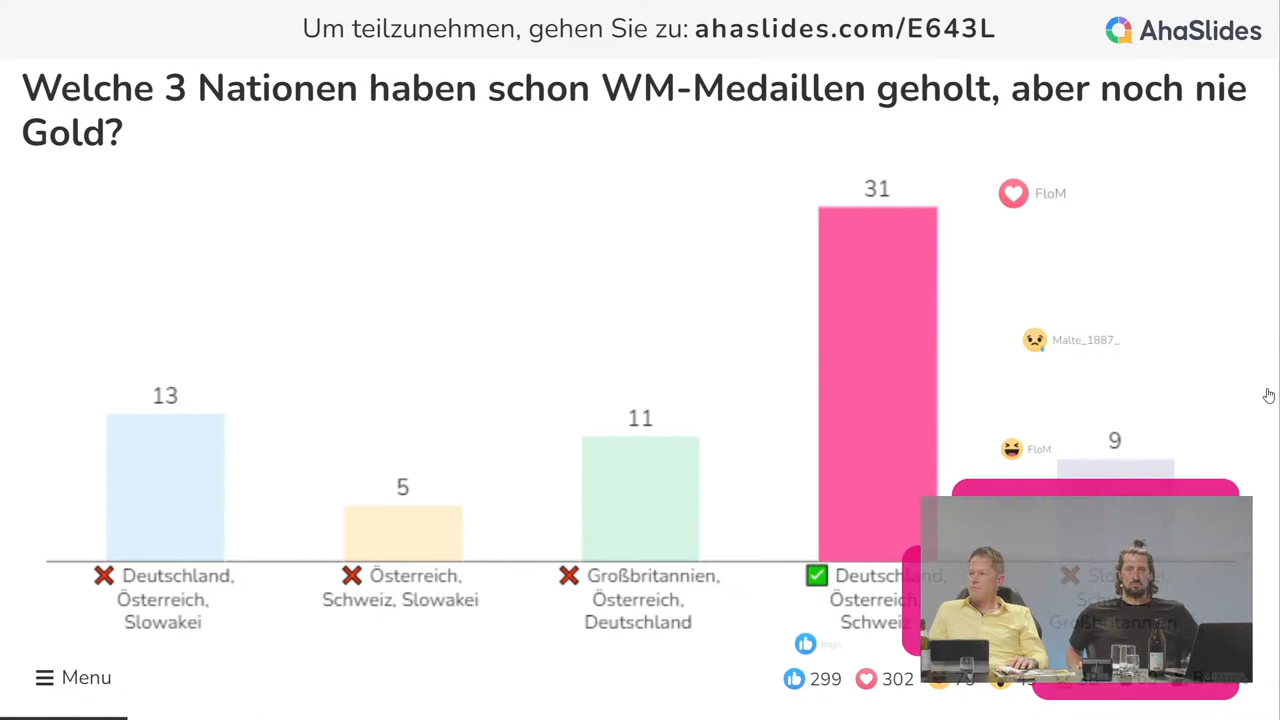 Um teilzunehmen, gehen Sie zu: ahaslides.com/E643L
AhaSlides
Welche 3 Nationen haben schon WM-Medaillen geholt, aber noch nie
Gold?
31
FloM
Malte_1887_
13
11
9
FloM
5
Deutschland,
Österreich,
Slowakei
Österreich,
Schweiz, Slowakei
Großbritannien,
Österreich,
Deutschland
Deutschland,
Österreich,
Schweiz
Großbritannien
Ingo
Menu
299
302